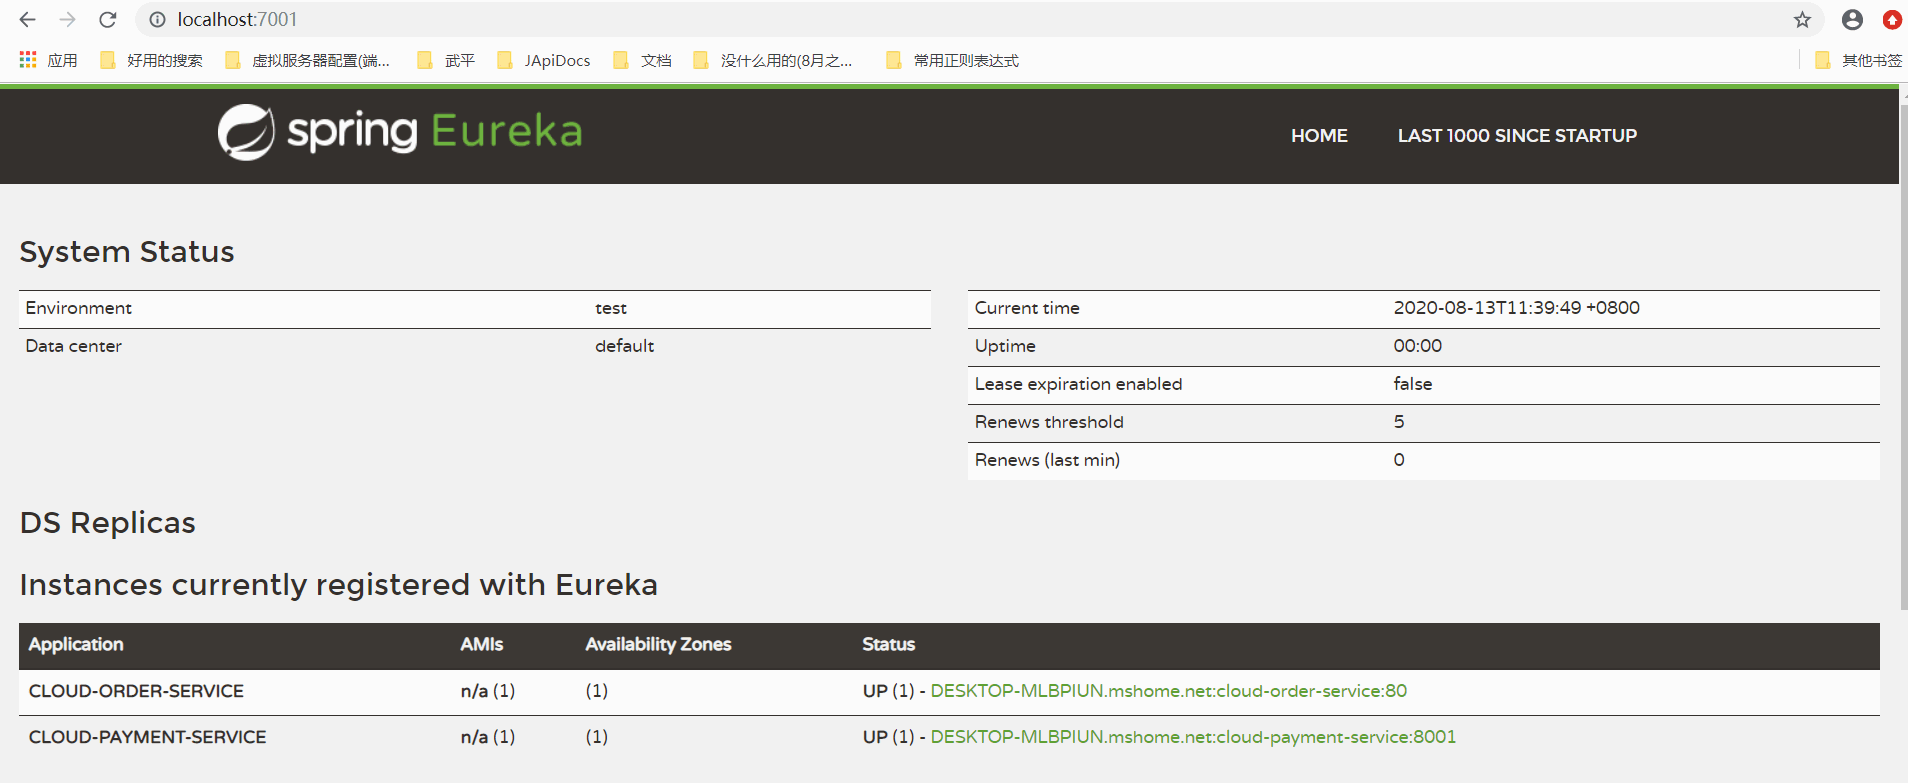 localhost:7001
应用 好用的搜索 虚拟服务器配置(端... 武平 JApiDocs 文档 没什么用的(8月之... 常用正则表达式 其他书签
spring Eureka HOME LAST 1000 SINCE STARTUP
System Status
Environment test
Data center default
Current time 2020-08-13T11:39:49 +0800
Uptime 00:00
Lease expiration enabled false
Renews threshold 5
Renews (last min) 0
DS Replicas
Instances currently registered with Eureka
Application AMIs Availability Zones Status
CLOUD-ORDER-SERVICE n/a (1) (1) UP (1) - DESKTOP-MLBPIUN.mshome.net:cloud-order-service:80
CLOUD-PAYMENT-SERVICE n/a (1) (1) UP (1) - DESKTOP-MLBPIUN.mshome.net:cloud-payment-service:8001